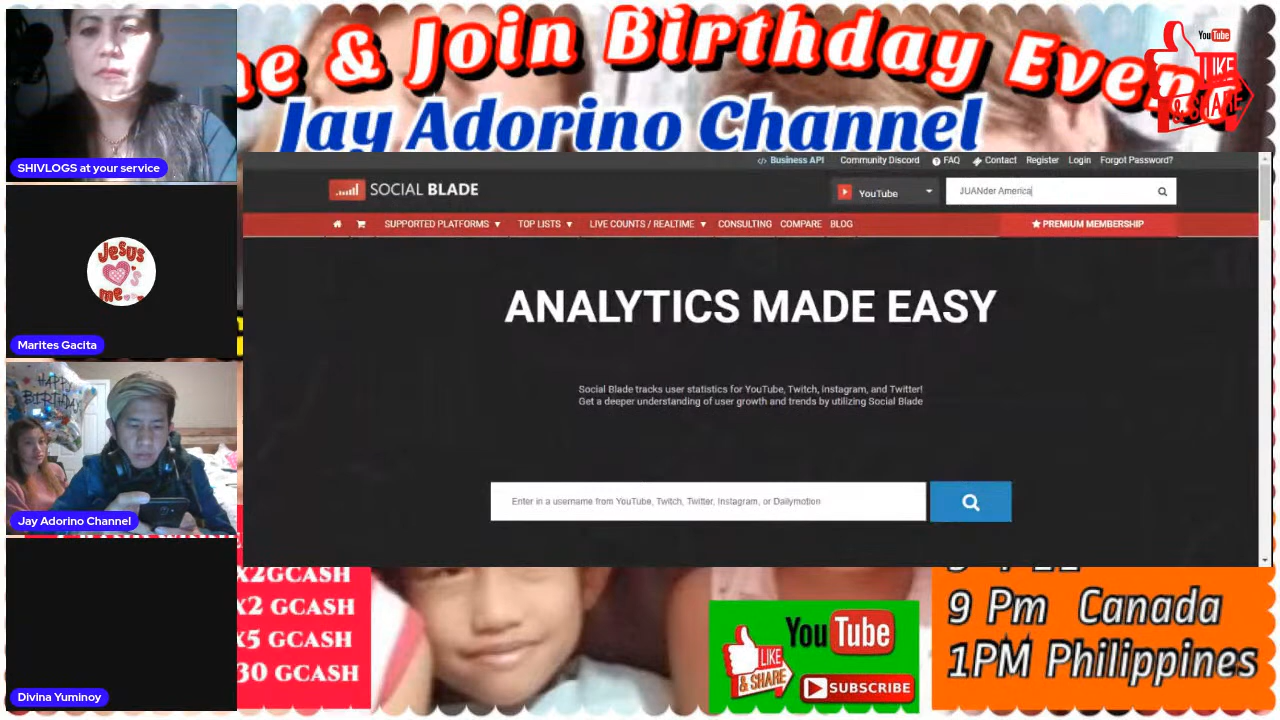 ne & Join Birthday Even
Jay Adorino Channel
YouTube
LIKE
& SHARE
SHIVLOGS at your service
Business API Community Discord FAQ Contact Register Login Forgot Password?
SOCIAL BLADE
YouTube
JUANder America
SUPPORTED PLATFORMS TOP LISTS LIVE COUNTS / REALTIME CONSULTING COMPARE BLOG
PREMIUM MEMBERSHIP
ANALYTICS MADE EASY
Social Blade tracks user statistics for YouTube, Twitch, Instagram, and Twitter!
Get a deeper understanding of user growth and trends by utilizing Social Blade
Enter in a username from YouTube, Twitch, Twitter, Instagram, or Dailymotion
Jesus
's
me
Marites Gacita
HAPPY
BIRTHDAY
Jay Adorino Channel
Divina Yuminoy
X2GCASH
X2 GCASH
X5 GCASH
30 GCASH
YouTube
LIKE
& SHARE
SUBSCRIBE
9 Pm Canada
1PM Philippines